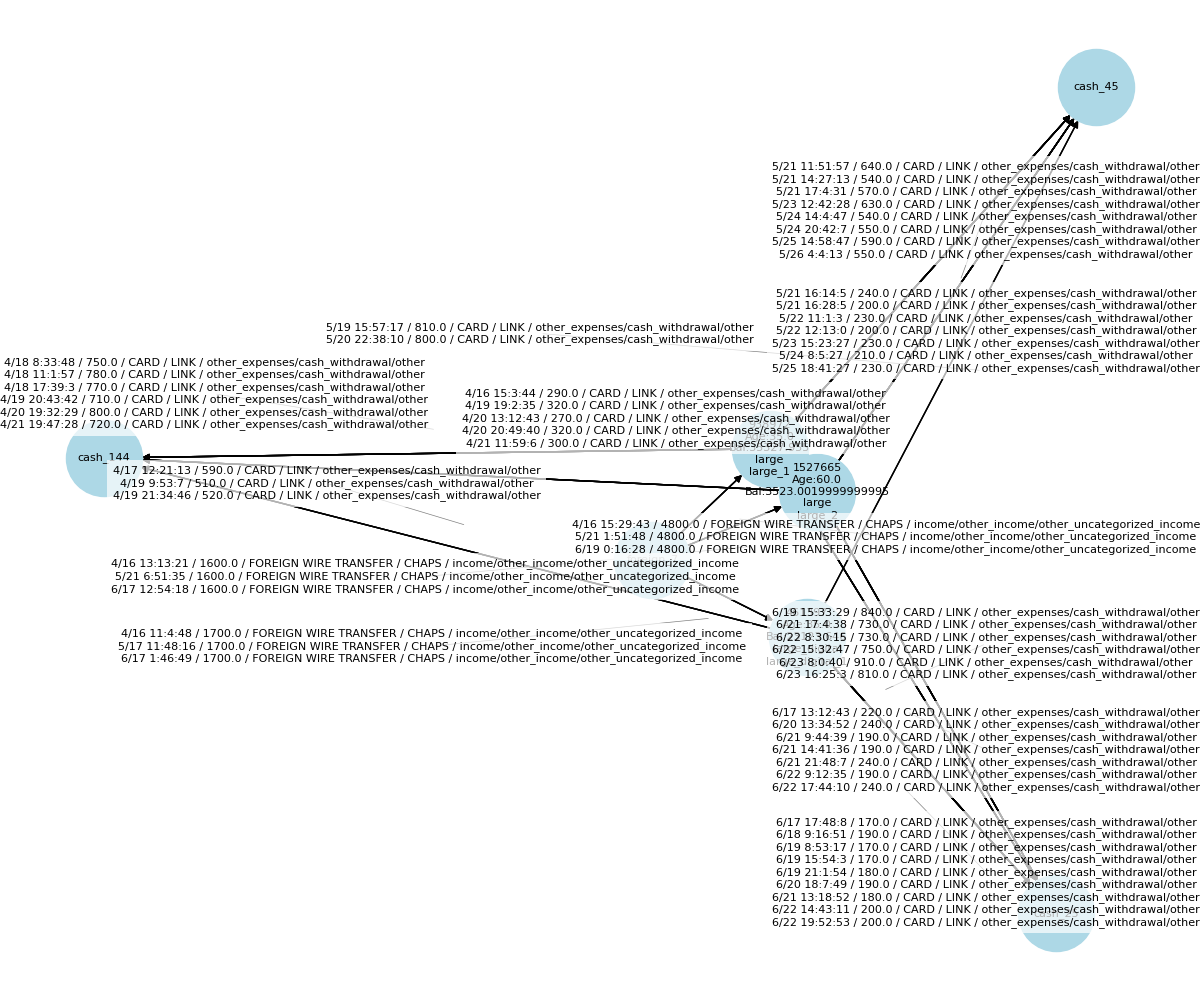 cash_45
5/21 11:51:57 / 640.0 / CARD / LINK / other_expenses/cash_withdrawal/other
5/21 14:27:13 / 540.0 / CARD / LINK / other_expenses/cash_withdrawal/other
5/21 17:4:31 / 570.0 / CARD / LINK / other_expenses/cash_withdrawal/other
5/23 12:42:28 / 630.0 / CARD / LINK / other_expenses/cash_withdrawal/other
5/24 14:4:47 / 540.0 / CARD / LINK / other_expenses/cash_withdrawal/other
5/24 20:42:7 / 550.0 / CARD / LINK / other_expenses/cash_withdrawal/other
5/25 14:58:47 / 590.0 / CARD / LINK / other_expenses/cash_withdrawal/other
5/26 4:4:13 / 550.0 / CARD / LINK / other_expenses/cash_withdrawal/other
5/21 16:14:5 / 240.0 / CARD / LINK / other_expenses/cash_withdrawal/other
5/21 16:28:5 / 200.0 / CARD / LINK / other_expenses/cash_withdrawal/other
5/22 11:1:3 / 230.0 / CARD / LINK / other_expenses/cash_withdrawal/other
5/22 12:13:0 / 200.0 / CARD / LINK / other_expenses/cash_withdrawal/other
5/23 15:23:27 / 230.0 / CARD / LINK / other_expenses/cash_withdrawal/other
5/24 8:5:27 / 210.0 / CARD / LINK / other_expenses/cash_withdrawal/other
5/25 18:41:27 / 230.0 / CARD / LINK / other_expenses/cash_withdrawal/other
5/19 15:57:17 / 810.0 / CARD / LINK / other_expenses/cash_withdrawal/other
5/20 22:38:10 / 800.0 / CARD / LINK / other_expenses/cash_withdrawal/other
4/18 8:33:48 / 750.0 / CARD / LINK / other_expenses/cash_withdrawal/other
4/18 11:1:57 / 780.0 / CARD / LINK / other_expenses/cash_withdrawal/other
4/18 17:39:3 / 770.0 / CARD / LINK / other_expenses/cash_withdrawal/other
4/19 20:43:42 / 710.0 / CARD / LINK / other_expenses/cash_withdrawal/other
4/20 19:32:29 / 800.0 / CARD / LINK / other_expenses/cash_withdrawal/other
4/21 19:47:28 / 720.0 / CARD / LINK / other_expenses/cash_withdrawal/other
4/16 15:3:44 / 290.0 / CARD / LINK / other_expenses/cash_withdrawal/other
4/19 19:2:35 / 320.0 / CARD / LINK / other_expenses/cash_withdrawal/other
4/20 13:12:43 / 270.0 / CARD / LINK / other_expenses/cash_withdrawal/other
4/20 20:49:40 / 320.0 / CARD / LINK / other_expenses/cash_withdrawal/other
4/21 11:59:6 / 300.0 / CARD / LINK / other_expenses/cash_withdrawal/other
cash_144
large
large_1
1527665
Age:60.0
Bal:3523.0019999999995
large
large_2
4/17 12:21:13 / 590.0 / CARD / LINK / other_expenses/cash_withdrawal/other
4/19 9:53:7 / 510.0 / CARD / LINK / other_expenses/cash_withdrawal/other
4/19 21:34:46 / 520.0 / CARD / LINK / other_expenses/cash_withdrawal/other
4/16 15:29:43 / 4800.0 / FOREIGN WIRE TRANSFER / CHAPS / income/other_income/other_uncategorized_income
5/21 1:51:48 / 4800.0 / FOREIGN WIRE TRANSFER / CHAPS / income/other_income/other_uncategorized_income
6/19 0:16:28 / 4800.0 / FOREIGN WIRE TRANSFER / CHAPS / income/other_income/other_uncategorized_income
4/16 13:13:21 / 1600.0 / FOREIGN WIRE TRANSFER / CHAPS / income/other_income/other_uncategorized_income
5/21 6:51:35 / 1600.0 / FOREIGN WIRE TRANSFER / CHAPS / income/other_income/other_uncategorized_income
6/17 12:54:18 / 1600.0 / FOREIGN WIRE TRANSFER / CHAPS / income/other_income/other_uncategorized_income
4/16 11:4:48 / 1700.0 / FOREIGN WIRE TRANSFER / CHAPS / income/other_income/other_uncategorized_income
5/17 11:48:16 / 1700.0 / FOREIGN WIRE TRANSFER / CHAPS / income/other_income/other_uncategorized_income
6/17 1:46:49 / 1700.0 / FOREIGN WIRE TRANSFER / CHAPS / income/other_income/other_uncategorized_income
6/19 15:33:29 / 840.0 / CARD / LINK / other_expenses/cash_withdrawal/other
6/21 17:4:38 / 730.0 / CARD / LINK / other_expenses/cash_withdrawal/other
6/22 8:30:15 / 730.0 / CARD / LINK / other_expenses/cash_withdrawal/other
6/22 15:32:47 / 750.0 / CARD / LINK / other_expenses/cash_withdrawal/other
6/23 8:0:40 / 910.0 / CARD / LINK / other_expenses/cash_withdrawal/other
6/23 16:25:3 / 810.0 / CARD / LINK / other_expenses/cash_withdrawal/other
6/17 13:12:43 / 220.0 / CARD / LINK / other_expenses/cash_withdrawal/other
6/20 13:34:52 / 240.0 / CARD / LINK / other_expenses/cash_withdrawal/other
6/21 9:44:39 / 190.0 / CARD / LINK / other_expenses/cash_withdrawal/other
6/21 14:41:36 / 190.0 / CARD / LINK / other_expenses/cash_withdrawal/other
6/21 21:48:7 / 240.0 / CARD / LINK / other_expenses/cash_withdrawal/other
6/22 9:12:35 / 190.0 / CARD / LINK / other_expenses/cash_withdrawal/other
6/22 17:44:10 / 240.0 / CARD / LINK / other_expenses/cash_withdrawal/other
6/17 17:48:8 / 170.0 / CARD / LINK / other_expenses/cash_withdrawal/other
6/18 9:16:51 / 190.0 / CARD / LINK / other_expenses/cash_withdrawal/other
6/19 8:53:17 / 170.0 / CARD / LINK / other_expenses/cash_withdrawal/other
6/19 15:54:3 / 170.0 / CARD / LINK / other_expenses/cash_withdrawal/other
6/19 21:1:54 / 180.0 / CARD / LINK / other_expenses/cash_withdrawal/other
6/20 18:7:49 / 190.0 / CARD / LINK / other_expenses/cash_withdrawal/other
6/21 13:18:52 / 180.0 / CARD / LINK / other_expenses/cash_withdrawal/other
6/22 14:43:11 / 200.0 / CARD / LINK / other_expenses/cash_withdrawal/other
6/22 19:52:53 / 200.0 / CARD / LINK / other_expenses/cash_withdrawal/other